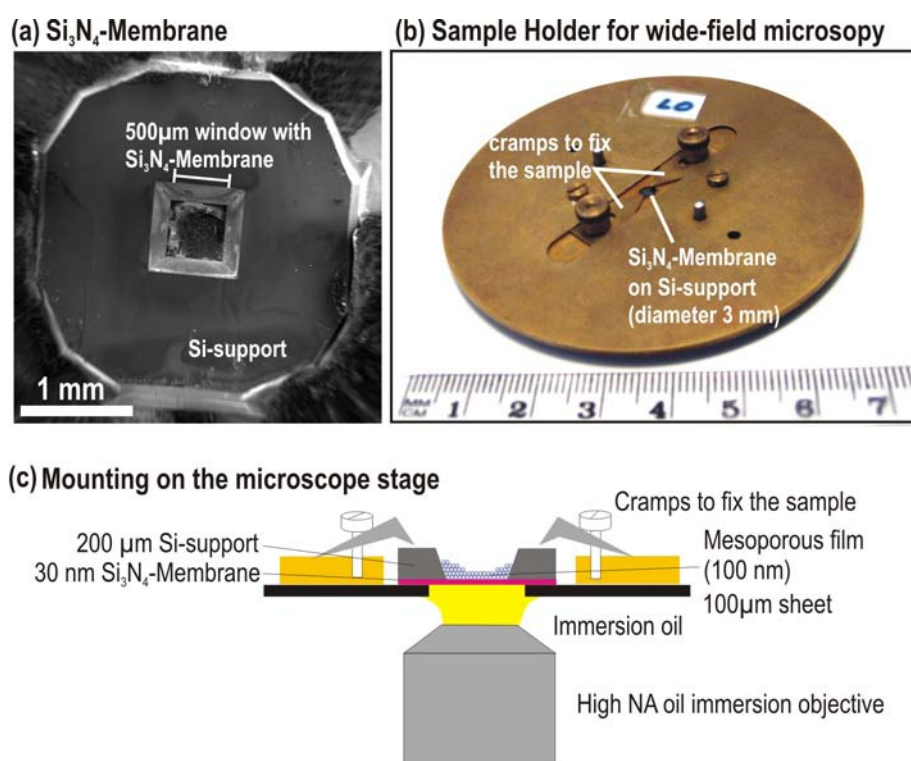 (a) Si₃N₄-Membrane
500µm window with
Si₃N₄-Membrane
Si-support
1 mm
(b) Sample Holder for wide-field microsopy
LO
cramps to fix
the sample
Si₃N₄-Membrane
on Si-support
(diameter 3 mm)
MM
CM 1 2 3 4 5 6 7
(c) Mounting on the microscope stage
Cramps to fix the sample
200 µm Si-support
30 nm Si₃N₄-Membrane
Mesoporous film
(100 nm)
100µm sheet
Immersion oil
High NA oil immersion objective